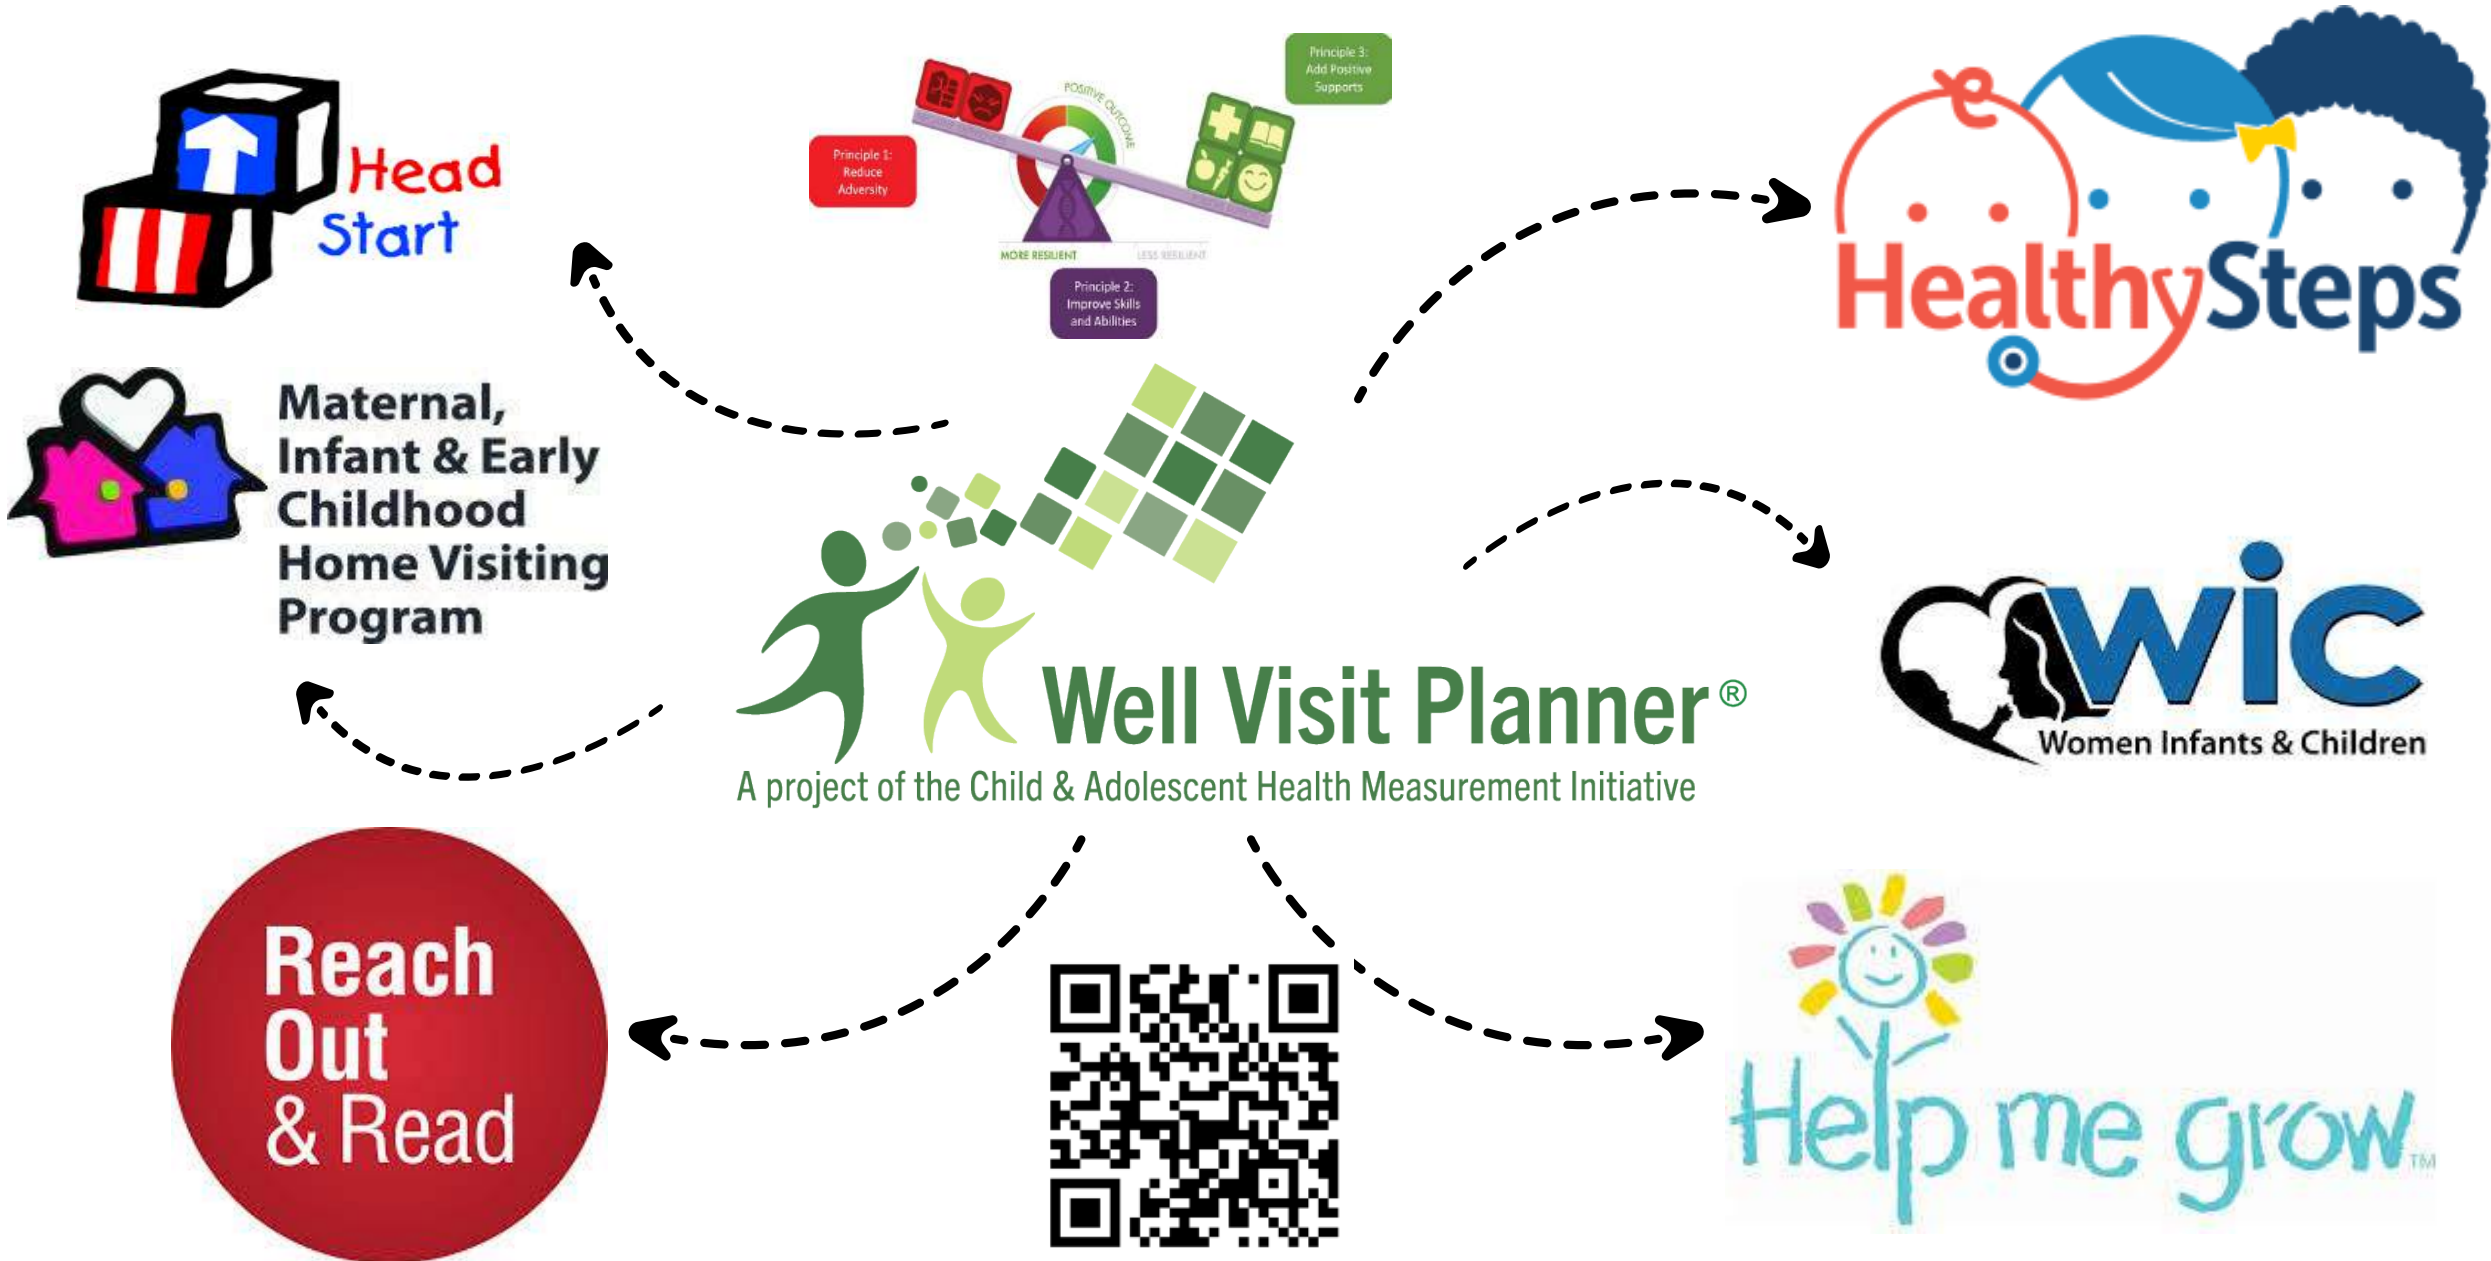 Head
Start
Principle 1:
Reduce
Adversity
POSITIVE OUTCOME
Principle 3:
Add Positive
Supports
MORE RESILIENT
LESS RESILIENT
Principle 2:
Improve Skills
and Abilities
HealthySteps
Maternal,
Infant & Early
Childhood
Home Visiting
Program
Well Visit Planner®
A project of the Child & Adolescent Health Measurement Initiative
WIC
Women Infants & Children
Reach
Out
& Read
Help me grow™